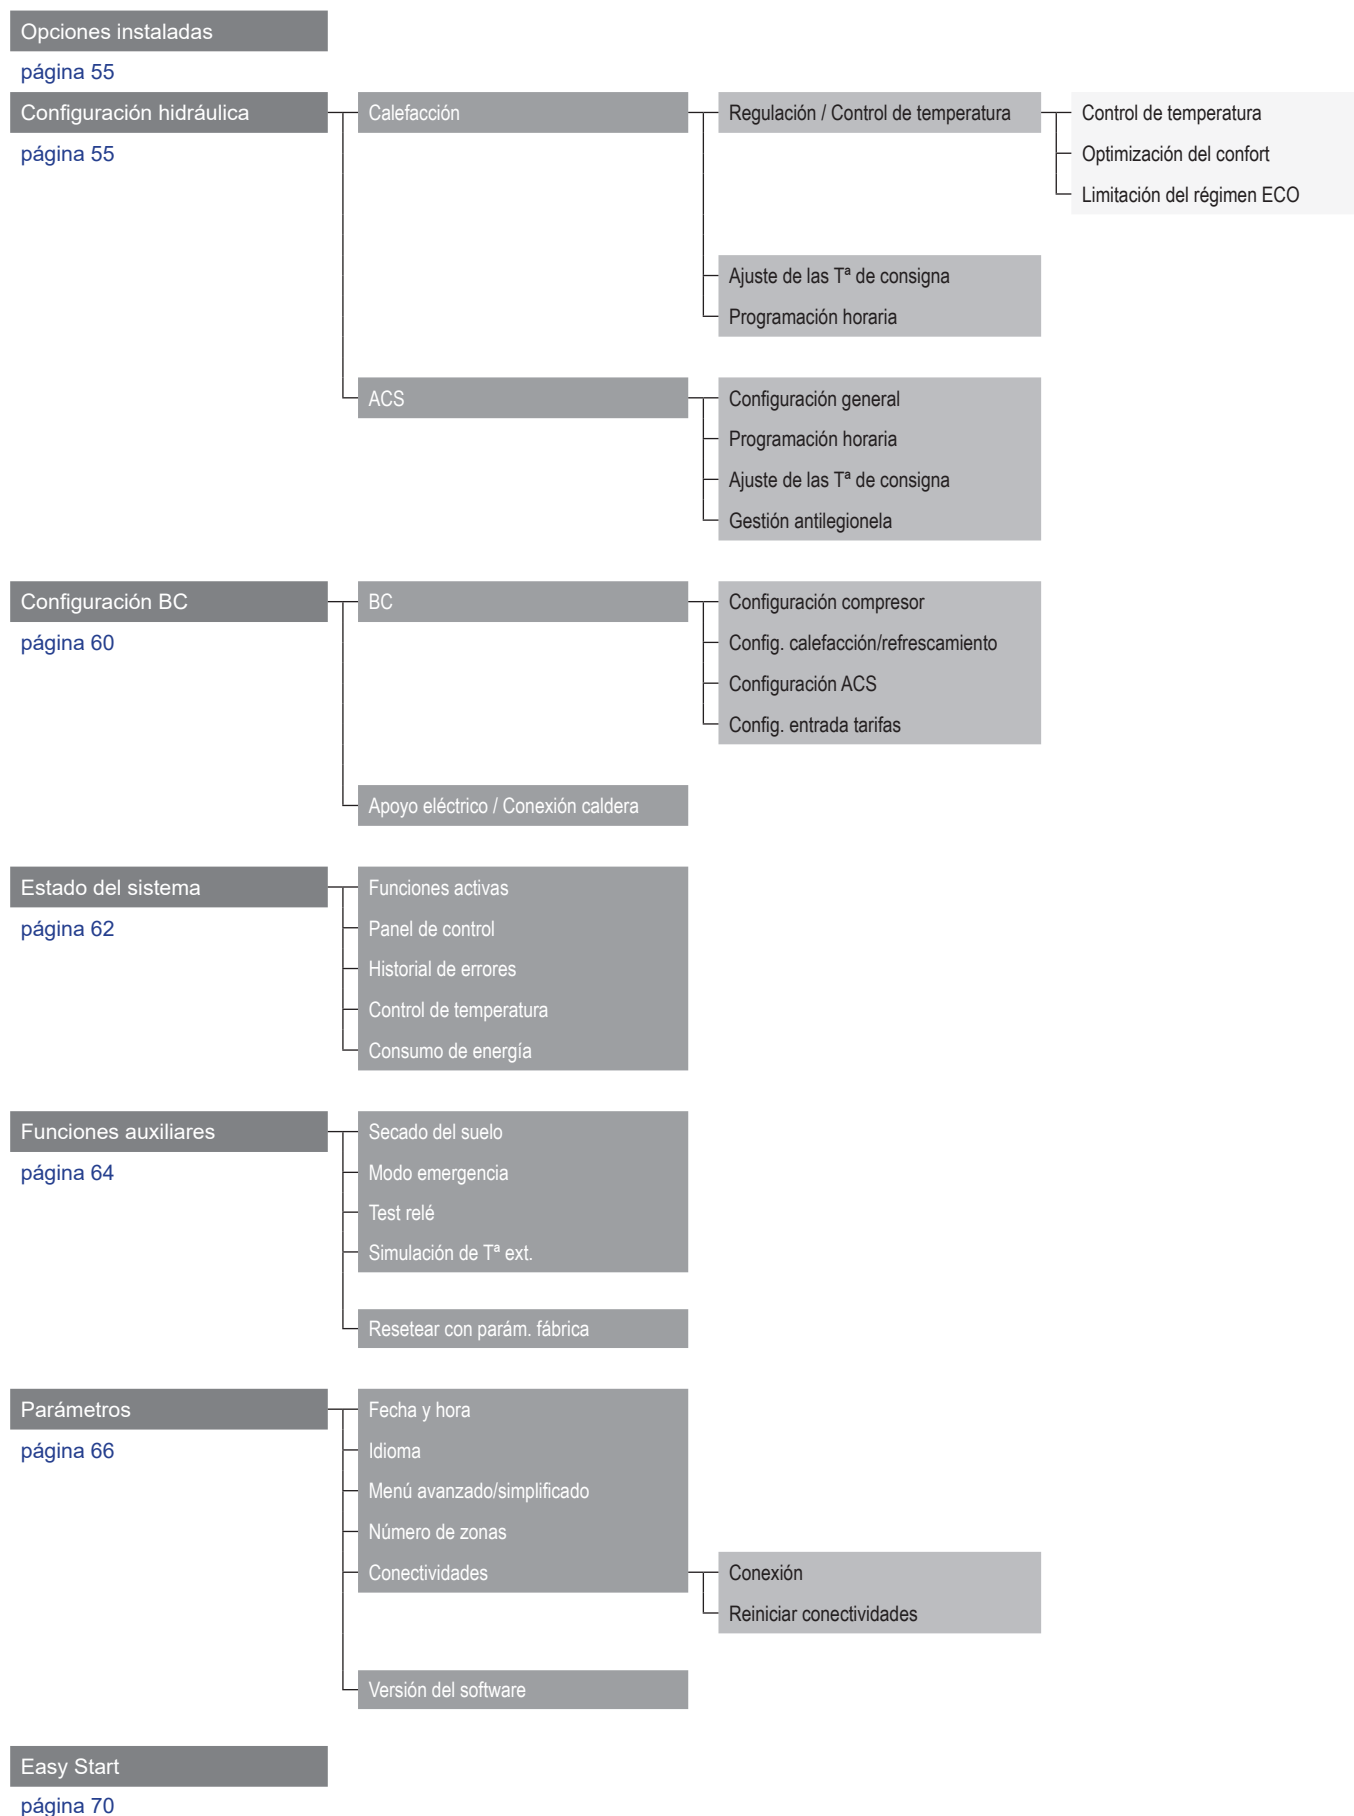 Opciones instaladas
página 55
Configuración hidráulica
página 55
Calefacción
Regulación / Control de temperatura
Control de temperatura
Optimización del confort
Limitación del régimen ECO
Ajuste de las Tª de consigna
Programación horaria
ACS
Configuración general
Programación horaria
Ajuste de las Tª de consigna
Gestión antilegionela
Configuración BC
página 60
BC
Configuración compresor
Config. calefacción/refrescamiento
Configuración ACS
Config. entrada tarifas
Apoyo eléctrico / Conexión caldera
Estado del sistema
página 62
Funciones activas
Panel de control
Historial de errores
Control de temperatura
Consumo de energía
Funciones auxiliares
página 64
Secado del suelo
Modo emergencia
Test relé
Simulación de Tª ext.
Resetear con parám. fábrica
Parámetros
página 66
Fecha y hora
Idioma
Menú avanzado/simplificado
Número de zonas
Conectividades
Conexión
Reiniciar conectividades
Versión del software
Easy Start
página 70